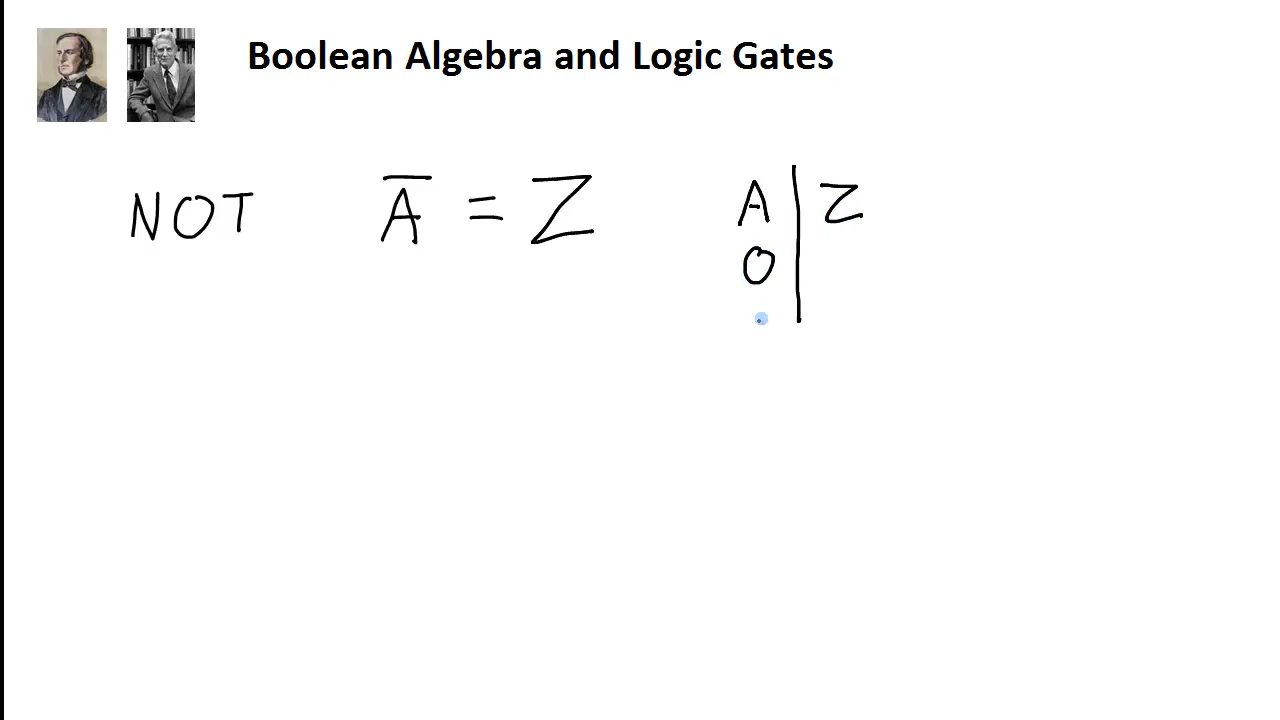 Boolean Algebra and Logic Gates
NOT A̅ = Z A | Z
0